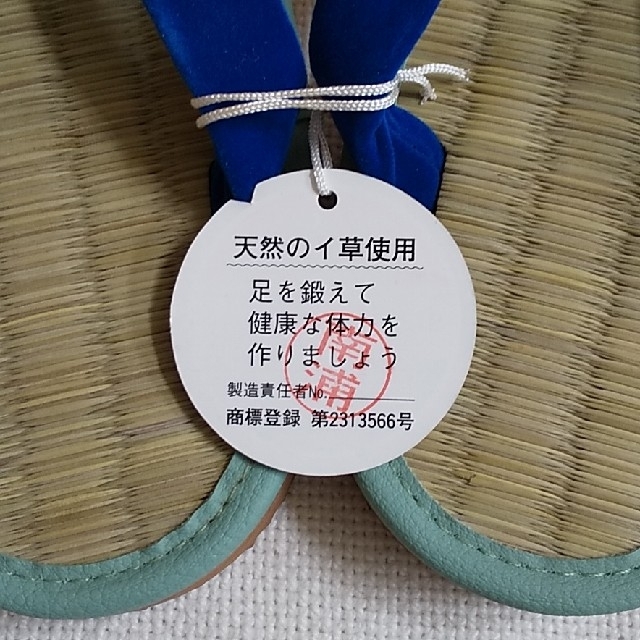 天然のイ草使用
足を鍛えて
健康な体力を
作りましょう
製造責任者No.
商標登録 第2313566号
南浦